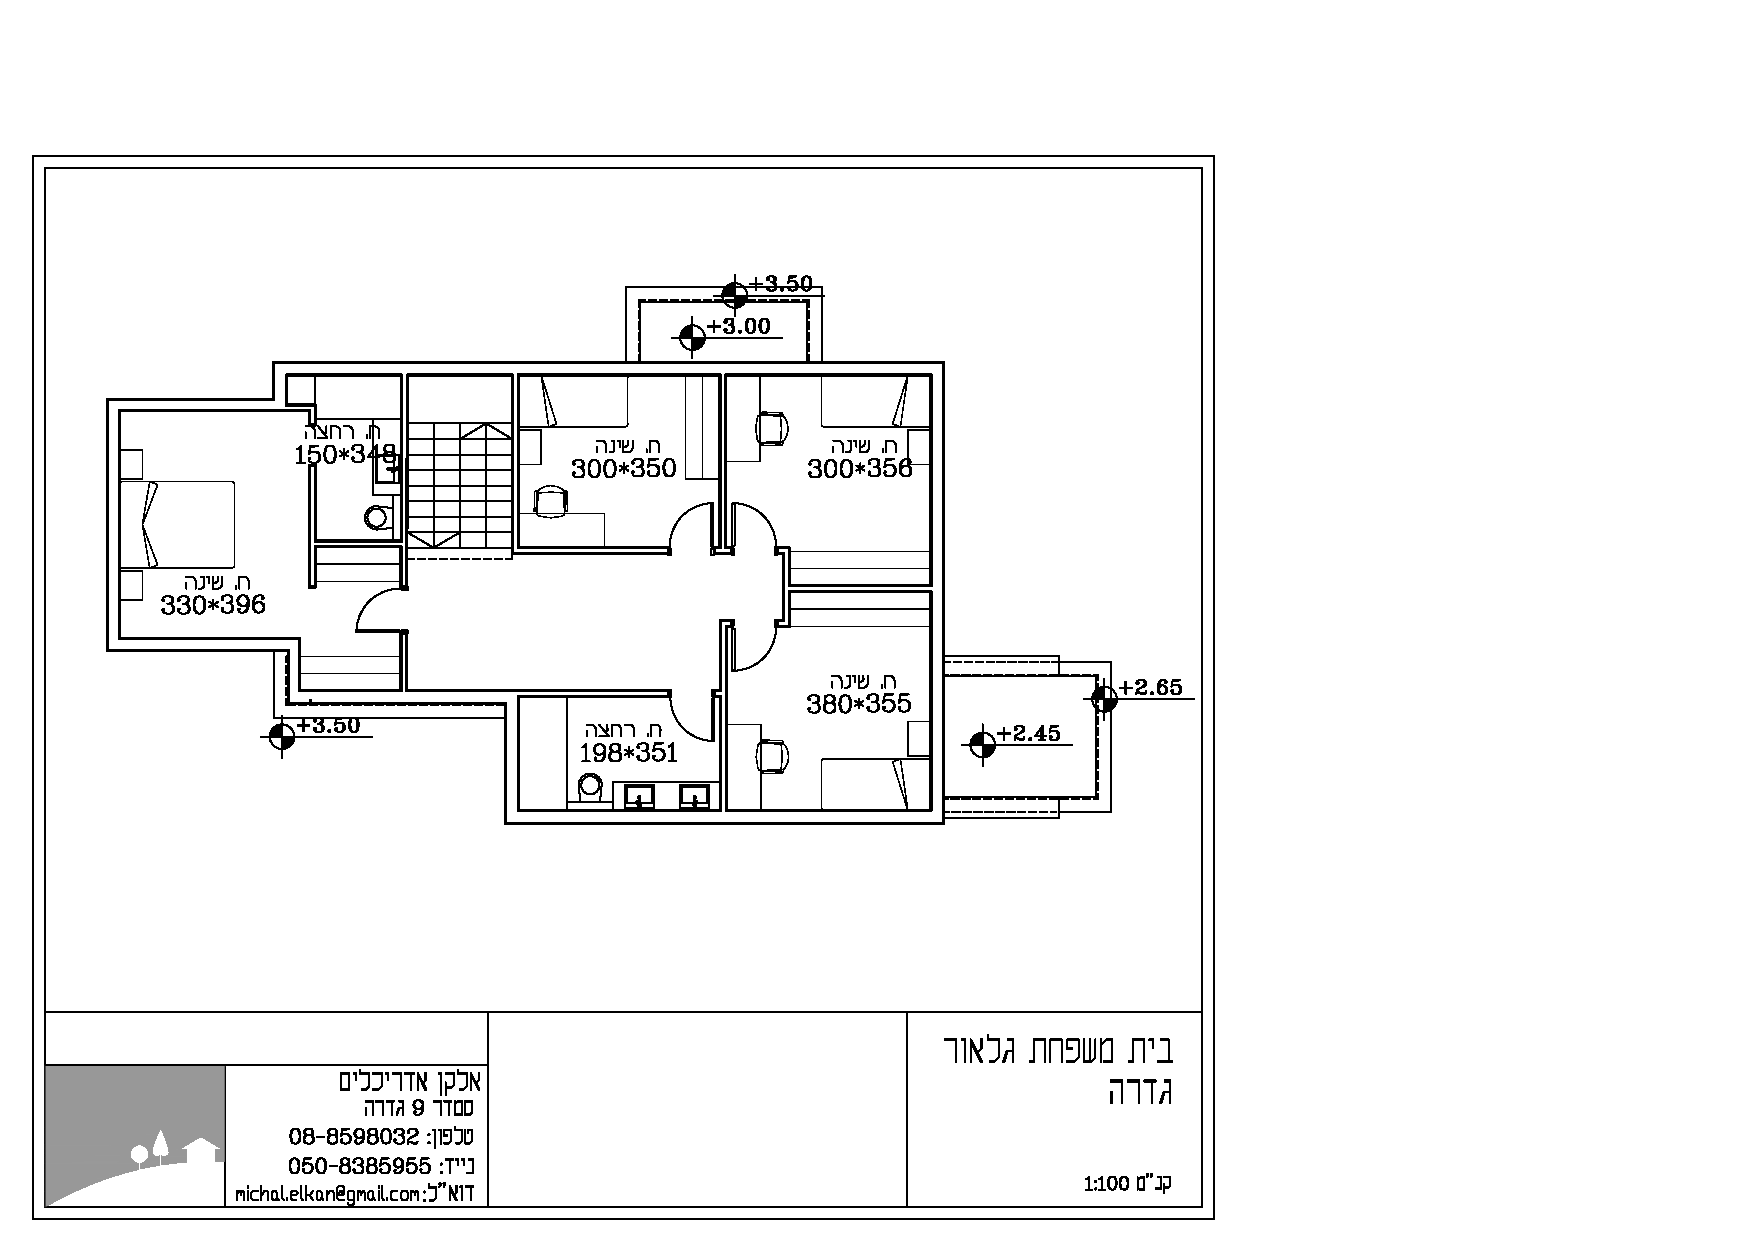 +3.50
+3.00
ח. רחצה
150*348
ח. שינה
300*350
ח. שינה
300*356
ח. שינה
330*396
ח. שינה
380*355
ח. רחצה
198*351
+3.50
+2.65
+2.45
בית משפחת גלאור
גדרה
קנ"מ 1:100
אלקן אדריכלים
סמדר 9 גדרה
טלפון: 08-8598032
נייד: 050-8385955
דוא"ל: michal.elkan@gmail.com